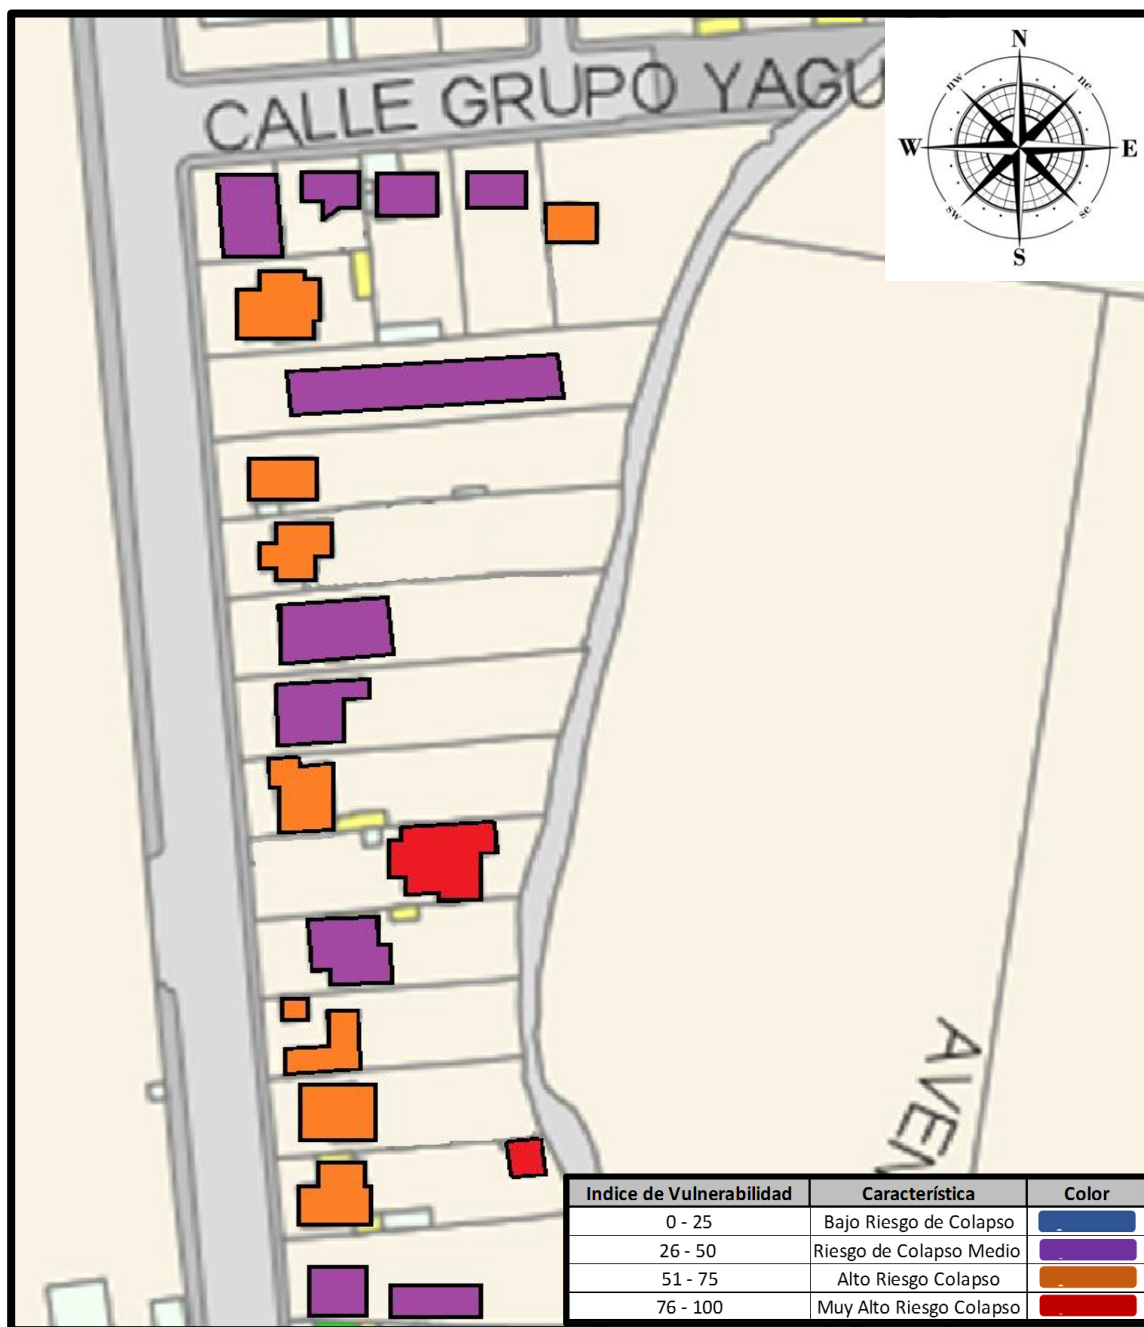 CALLE GRUPO YAGU
N
nw
ne
W
E
sw
se
S
AVEN
Indice de Vulnerabilidad Característica Color
0 - 25 Bajo Riesgo de Colapso
26 - 50 Riesgo de Colapso Medio
51 - 75 Alto Riesgo Colapso
76 - 100 Muy Alto Riesgo Colapso